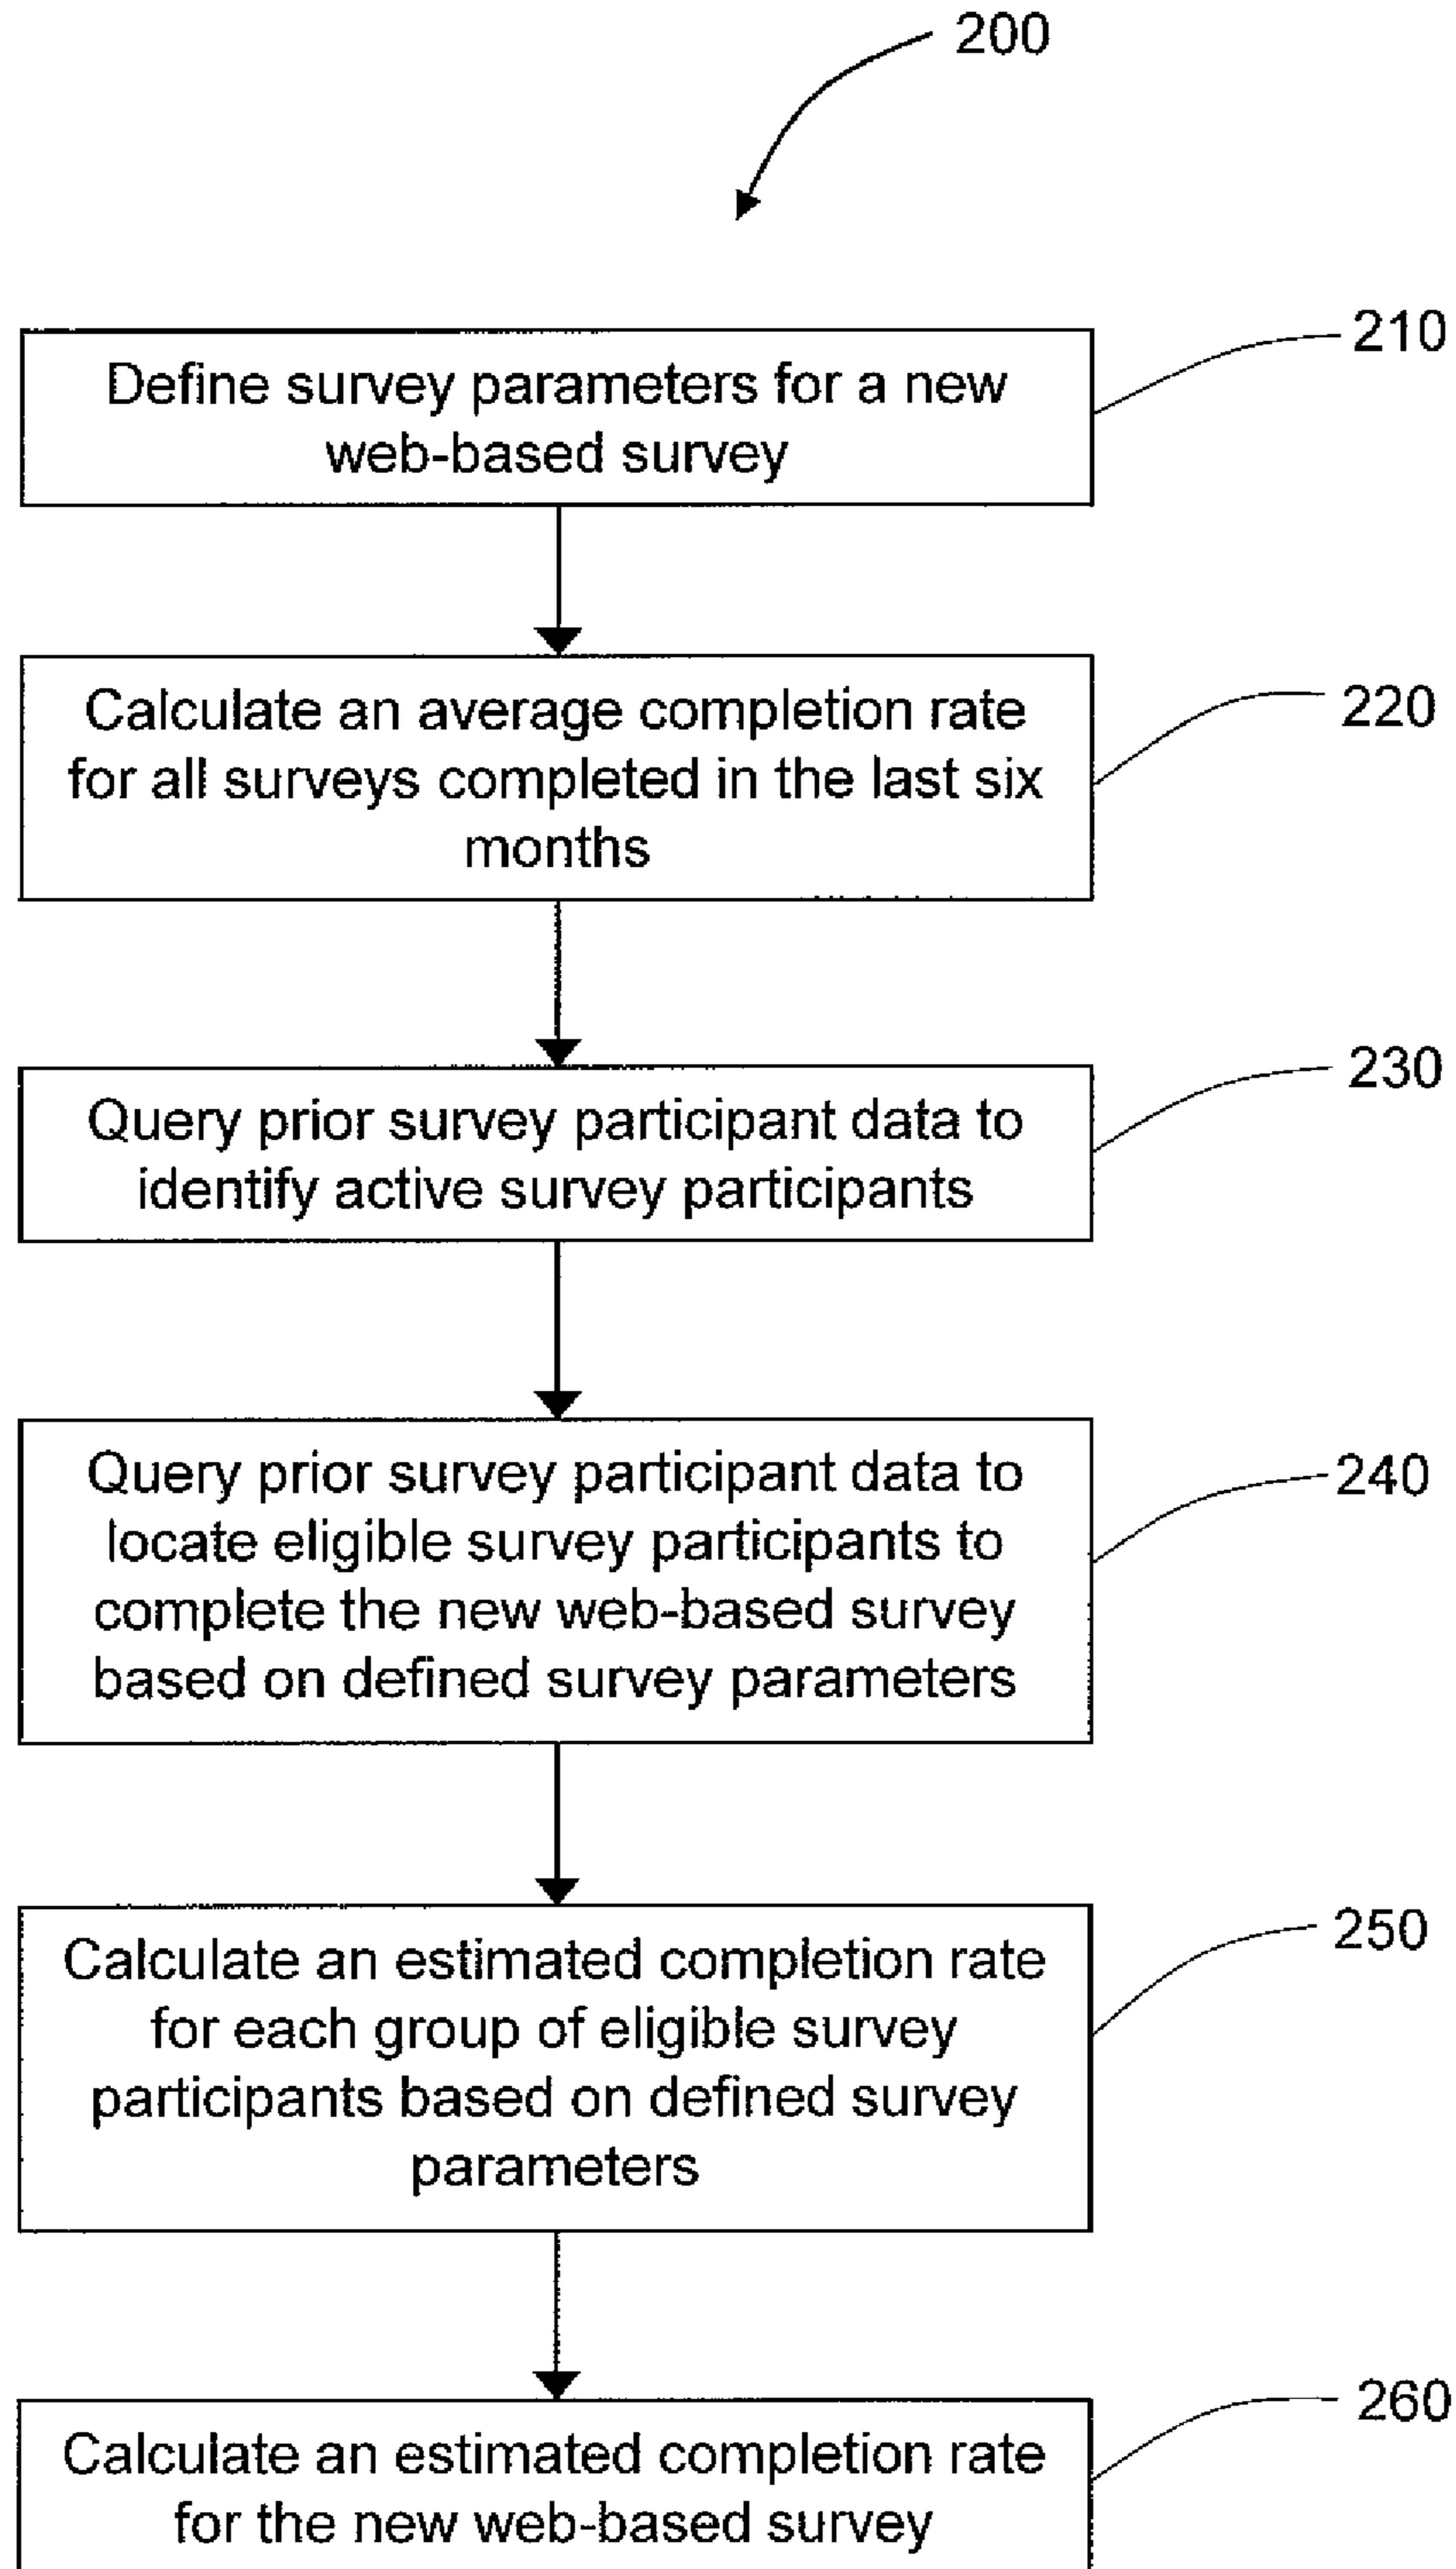 200
210
Define survey parameters for a new
web-based survey
220
Calculate an average completion rate
for all surveys completed in the last six
months
230
Query prior survey participant data to
identify active survey participants
240
Query prior survey participant data to
locate eligible survey participants to
complete the new web-based survey
based on defined survey parameters
250
Calculate an estimated completion rate
for each group of eligible survey
participants based on defined survey
parameters
260
Calculate an estimated completion rate
for the new web-based survey